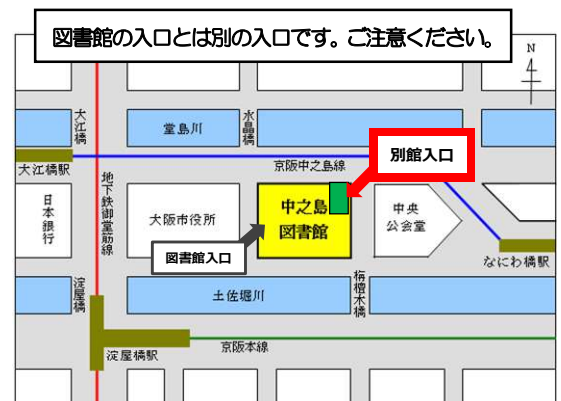 図書館の入口とは別の入口です。ご注意ください。
N
4
大江橋
堂島川
水晶橋
大江橋駅
京阪中之島線
別館入口
日本銀行
地下鉄御堂筋線
大阪市役所
中之島
図書館
中央
公会堂
図書館入口
なにわ橋駅
淀屋橋
土佐堀川
栴檀木橋
淀屋橋駅
京阪本線